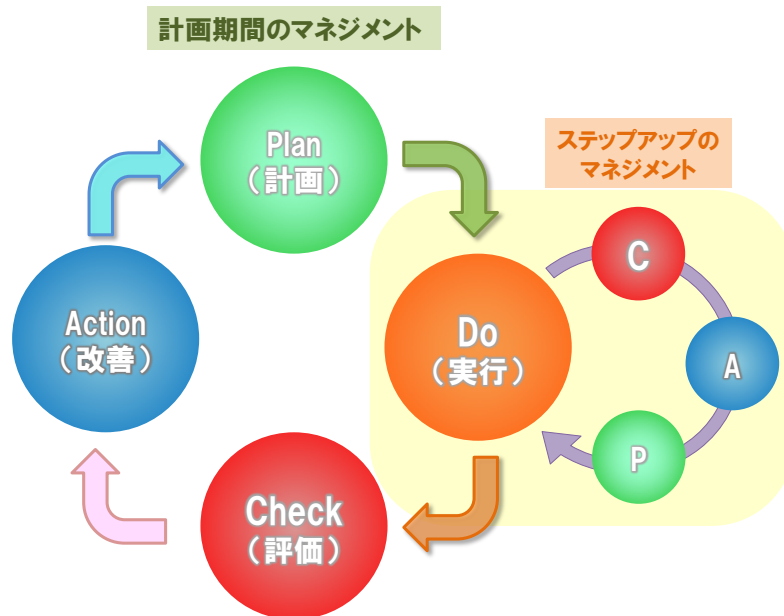 計画期間のマネジメント
Plan
（計画）
ステップアップの
マネジメント
C
Action
（改善）
Do
（実行）
A
P
Check
（評価）